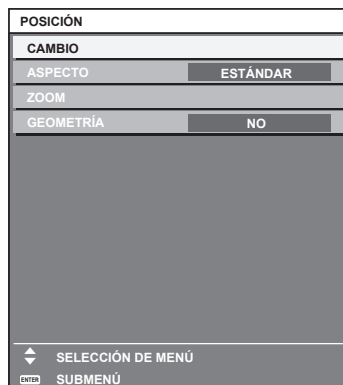 POSICIÓN
CAMBIO
ASPECTO ESTÁNDAR
ZOOM
GEOMETRÍA NO
SELECCIÓN DE MENÚ
ENTER SUBMENÚ